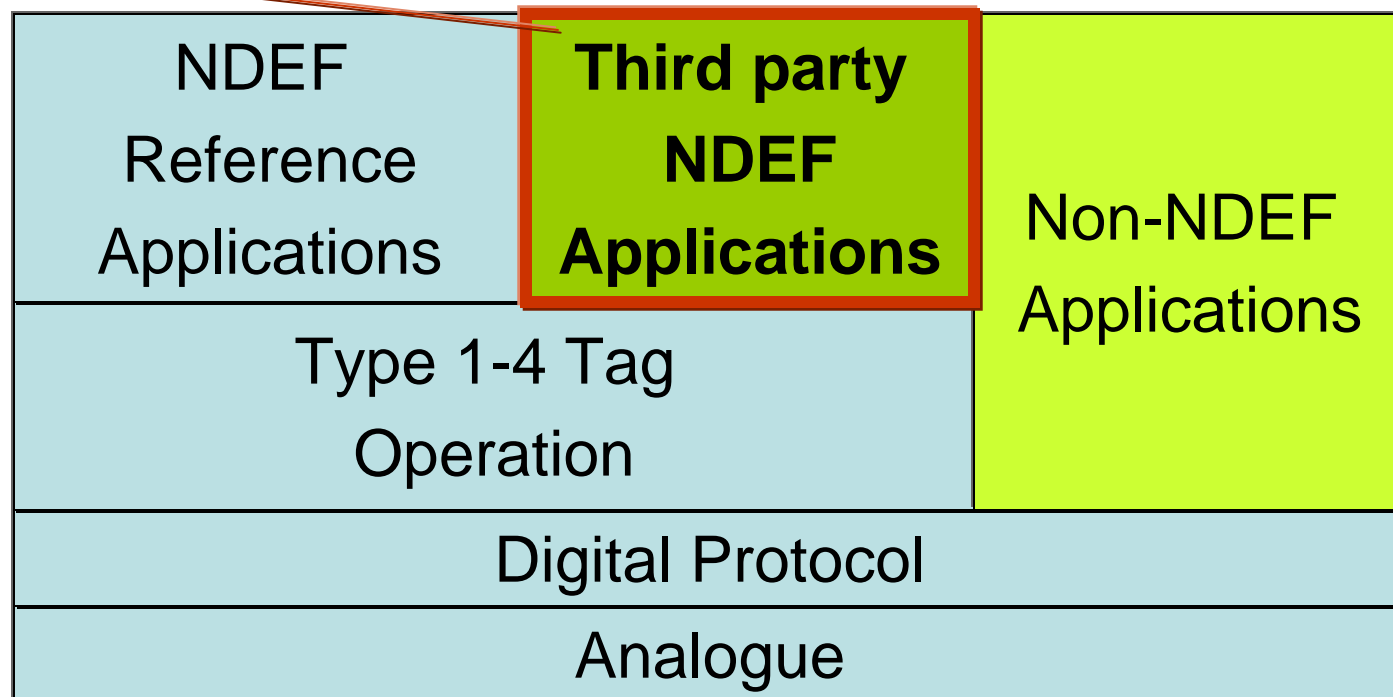 NDEF
Reference
Applications
Third party
NDEF
Applications
Non-NDEF
Applications
Type 1-4 Tag
Operation
Digital Protocol
Analogue